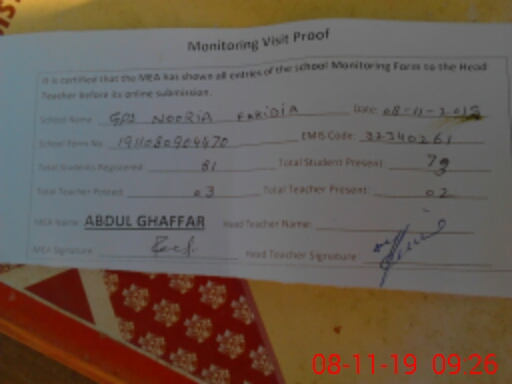 Monitoring Visit Proof
It is certified that the MEA has shown all entries of the school Monitoring Form to the Head
Teacher before its online submission.
School Name: GPS NOORIA FARIDIA Date: 08-11-2019
School Form No: EMIS Code: 32340261
Total Students Registered: 81 Total Student Present: 79
Total Teacher Posted: 03 Total Teacher Present: 02
MEA Name: ABDUL GHAFFAR Head Teacher Name:
MEA Signature: Head Teacher Signature:
08-11-19 09:26